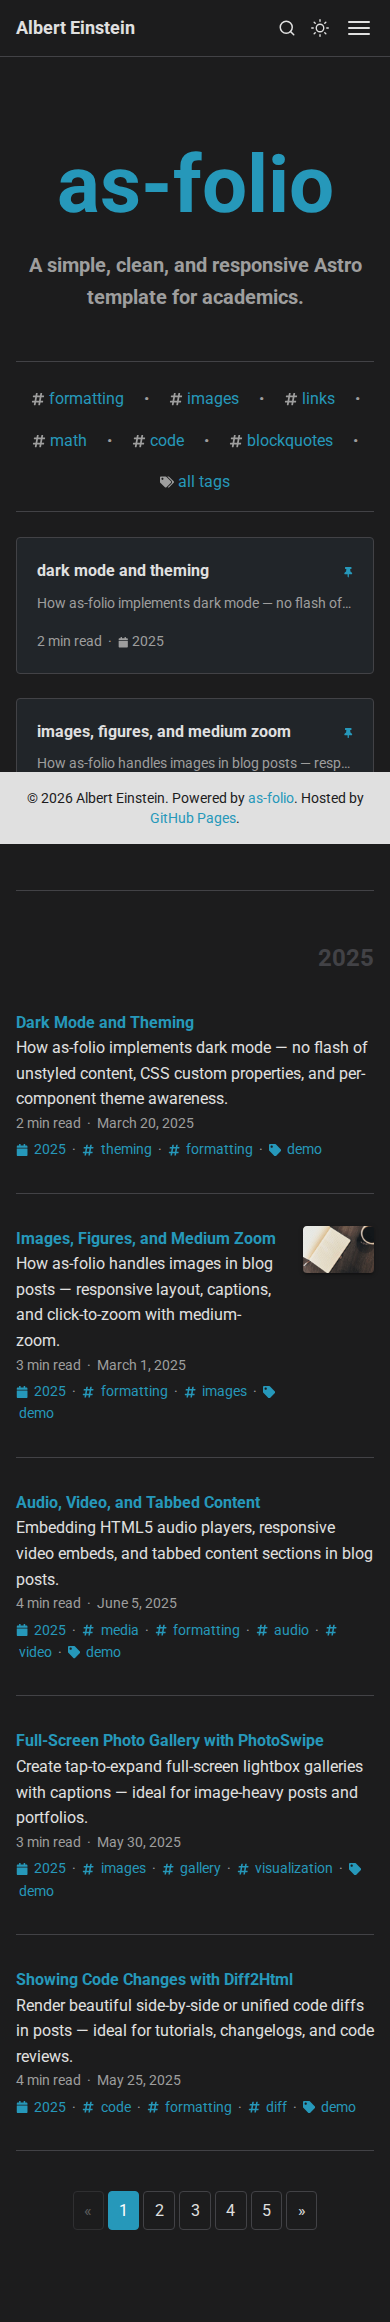 Albert Einstein
as-folio
A simple, clean, and responsive Astro
template for academics.
# formatting • # images • # links •
# math • # code • # blockquotes •
all tags
dark mode and theming
How as-folio implements dark mode — no flash of…
2 min read · 2025
images, figures, and medium zoom
How as-folio handles images in blog posts — resp…
© 2026 Albert Einstein. Powered by as-folio. Hosted by
GitHub Pages.
2025
Dark Mode and Theming
How as-folio implements dark mode — no flash of
unstyled content, CSS custom properties, and per-
component theme awareness.
2 min read · March 20, 2025
2025 · # theming · # formatting · demo
Images, Figures, and Medium Zoom
How as-folio handles images in blog
posts — responsive layout, captions,
and click-to-zoom with medium-
zoom.
3 min read · March 1, 2025
2025 · # formatting · # images ·
demo
Audio, Video, and Tabbed Content
Embedding HTML5 audio players, responsive
video embeds, and tabbed content sections in blog
posts.
4 min read · June 5, 2025
2025 · # media · # formatting · # audio · #
video · demo
Full-Screen Photo Gallery with PhotoSwipe
Create tap-to-expand full-screen lightbox galleries
with captions — ideal for image-heavy posts and
portfolios.
3 min read · May 30, 2025
2025 · # images · # gallery · # visualization ·
demo
Showing Code Changes with Diff2Html
Render beautiful side-by-side or unified code diffs
in posts — ideal for tutorials, changelogs, and code
reviews.
4 min read · May 25, 2025
2025 · # code · # formatting · # diff · demo
« 1 2 3 4 5 »